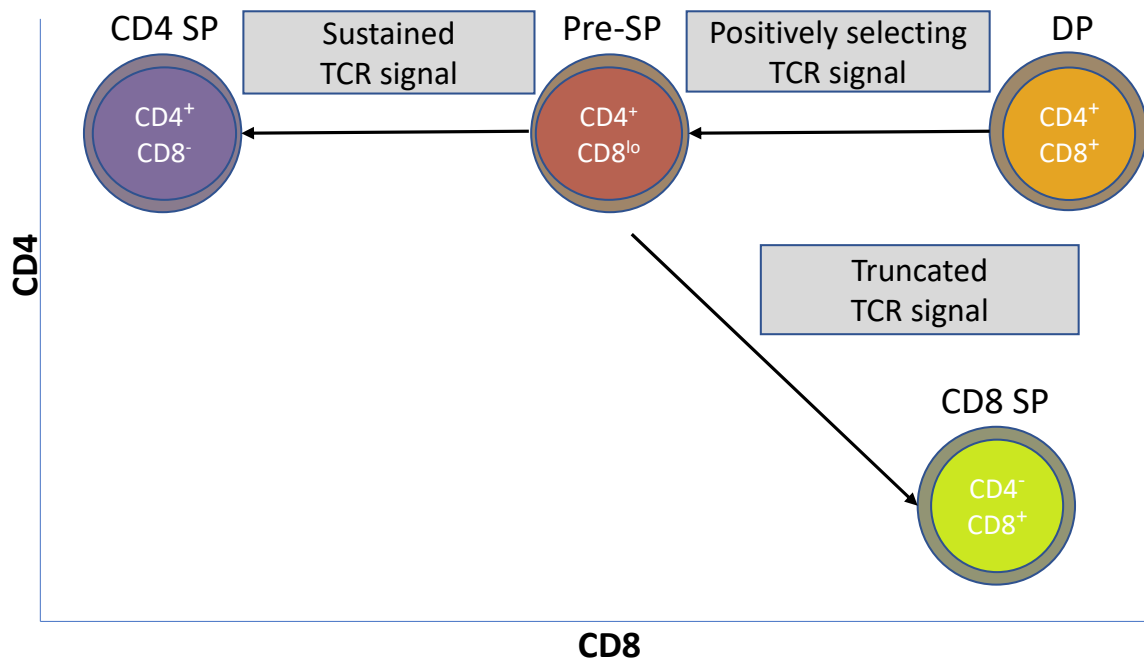 CD4 SP
Sustained
TCR signal
Pre-SP
Positively selecting
TCR signal
DP
CD4⁺
CD8⁻
CD4⁺
CD8ˡᵒ
CD4⁺
CD8⁺
Truncated
TCR signal
CD4
CD8 SP
CD4⁻
CD8⁺
CD8